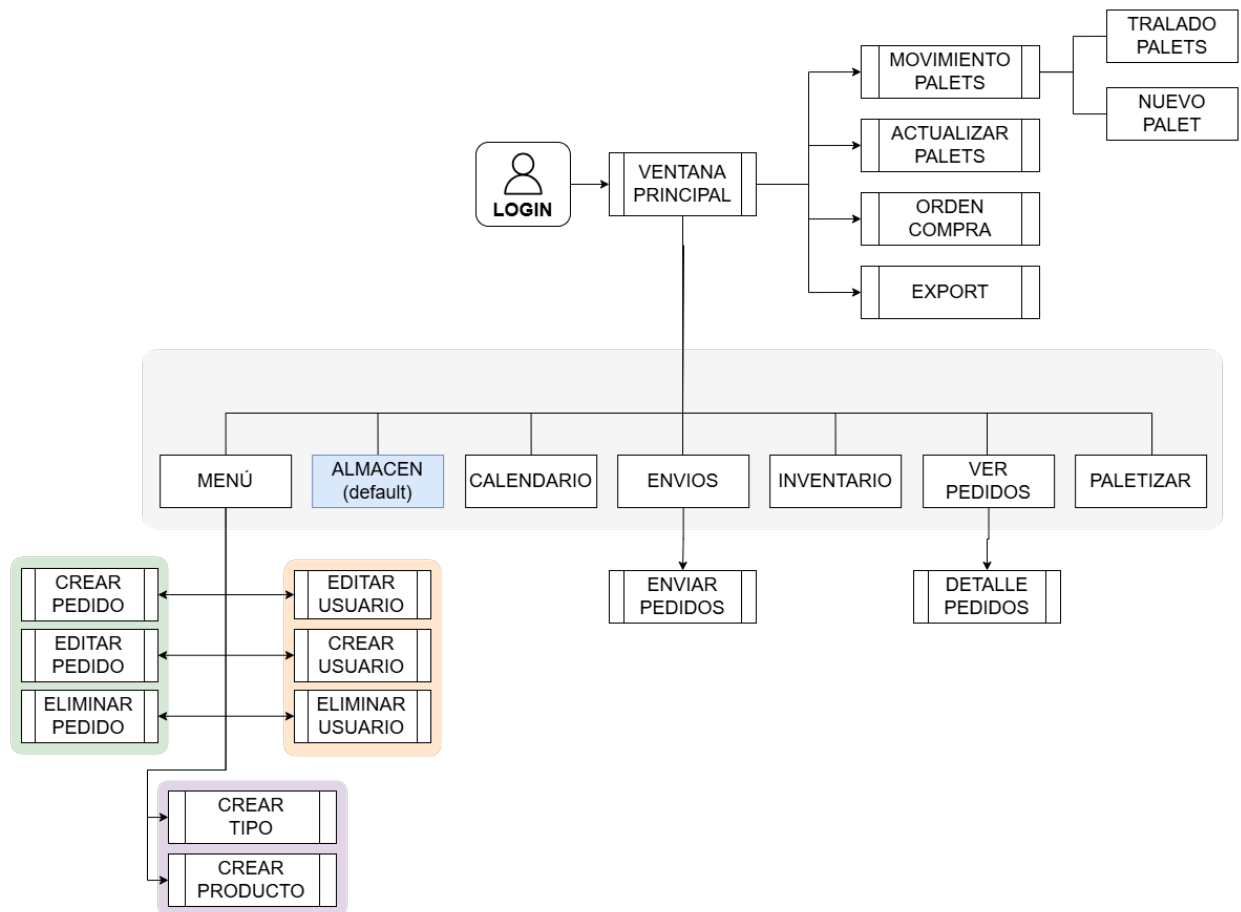 TRALADO
PALETS
MOVIMIENTO
PALETS
NUEVO
PALET
ACTUALIZAR
PALETS
LOGIN
VENTANA
PRINCIPAL
ORDEN
COMPRA
EXPORT
MENÚ
ALMACEN
(default)
CALENDARIO
ENVIOS
INVENTARIO
VER
PEDIDOS
PALETIZAR
CREAR
PEDIDO
EDITAR
USUARIO
ENVIAR
PEDIDOS
DETALLE
PEDIDOS
EDITAR
PEDIDO
CREAR
USUARIO
ELIMINAR
PEDIDO
ELIMINAR
USUARIO
CREAR
TIPO
CREAR
PRODUCTO